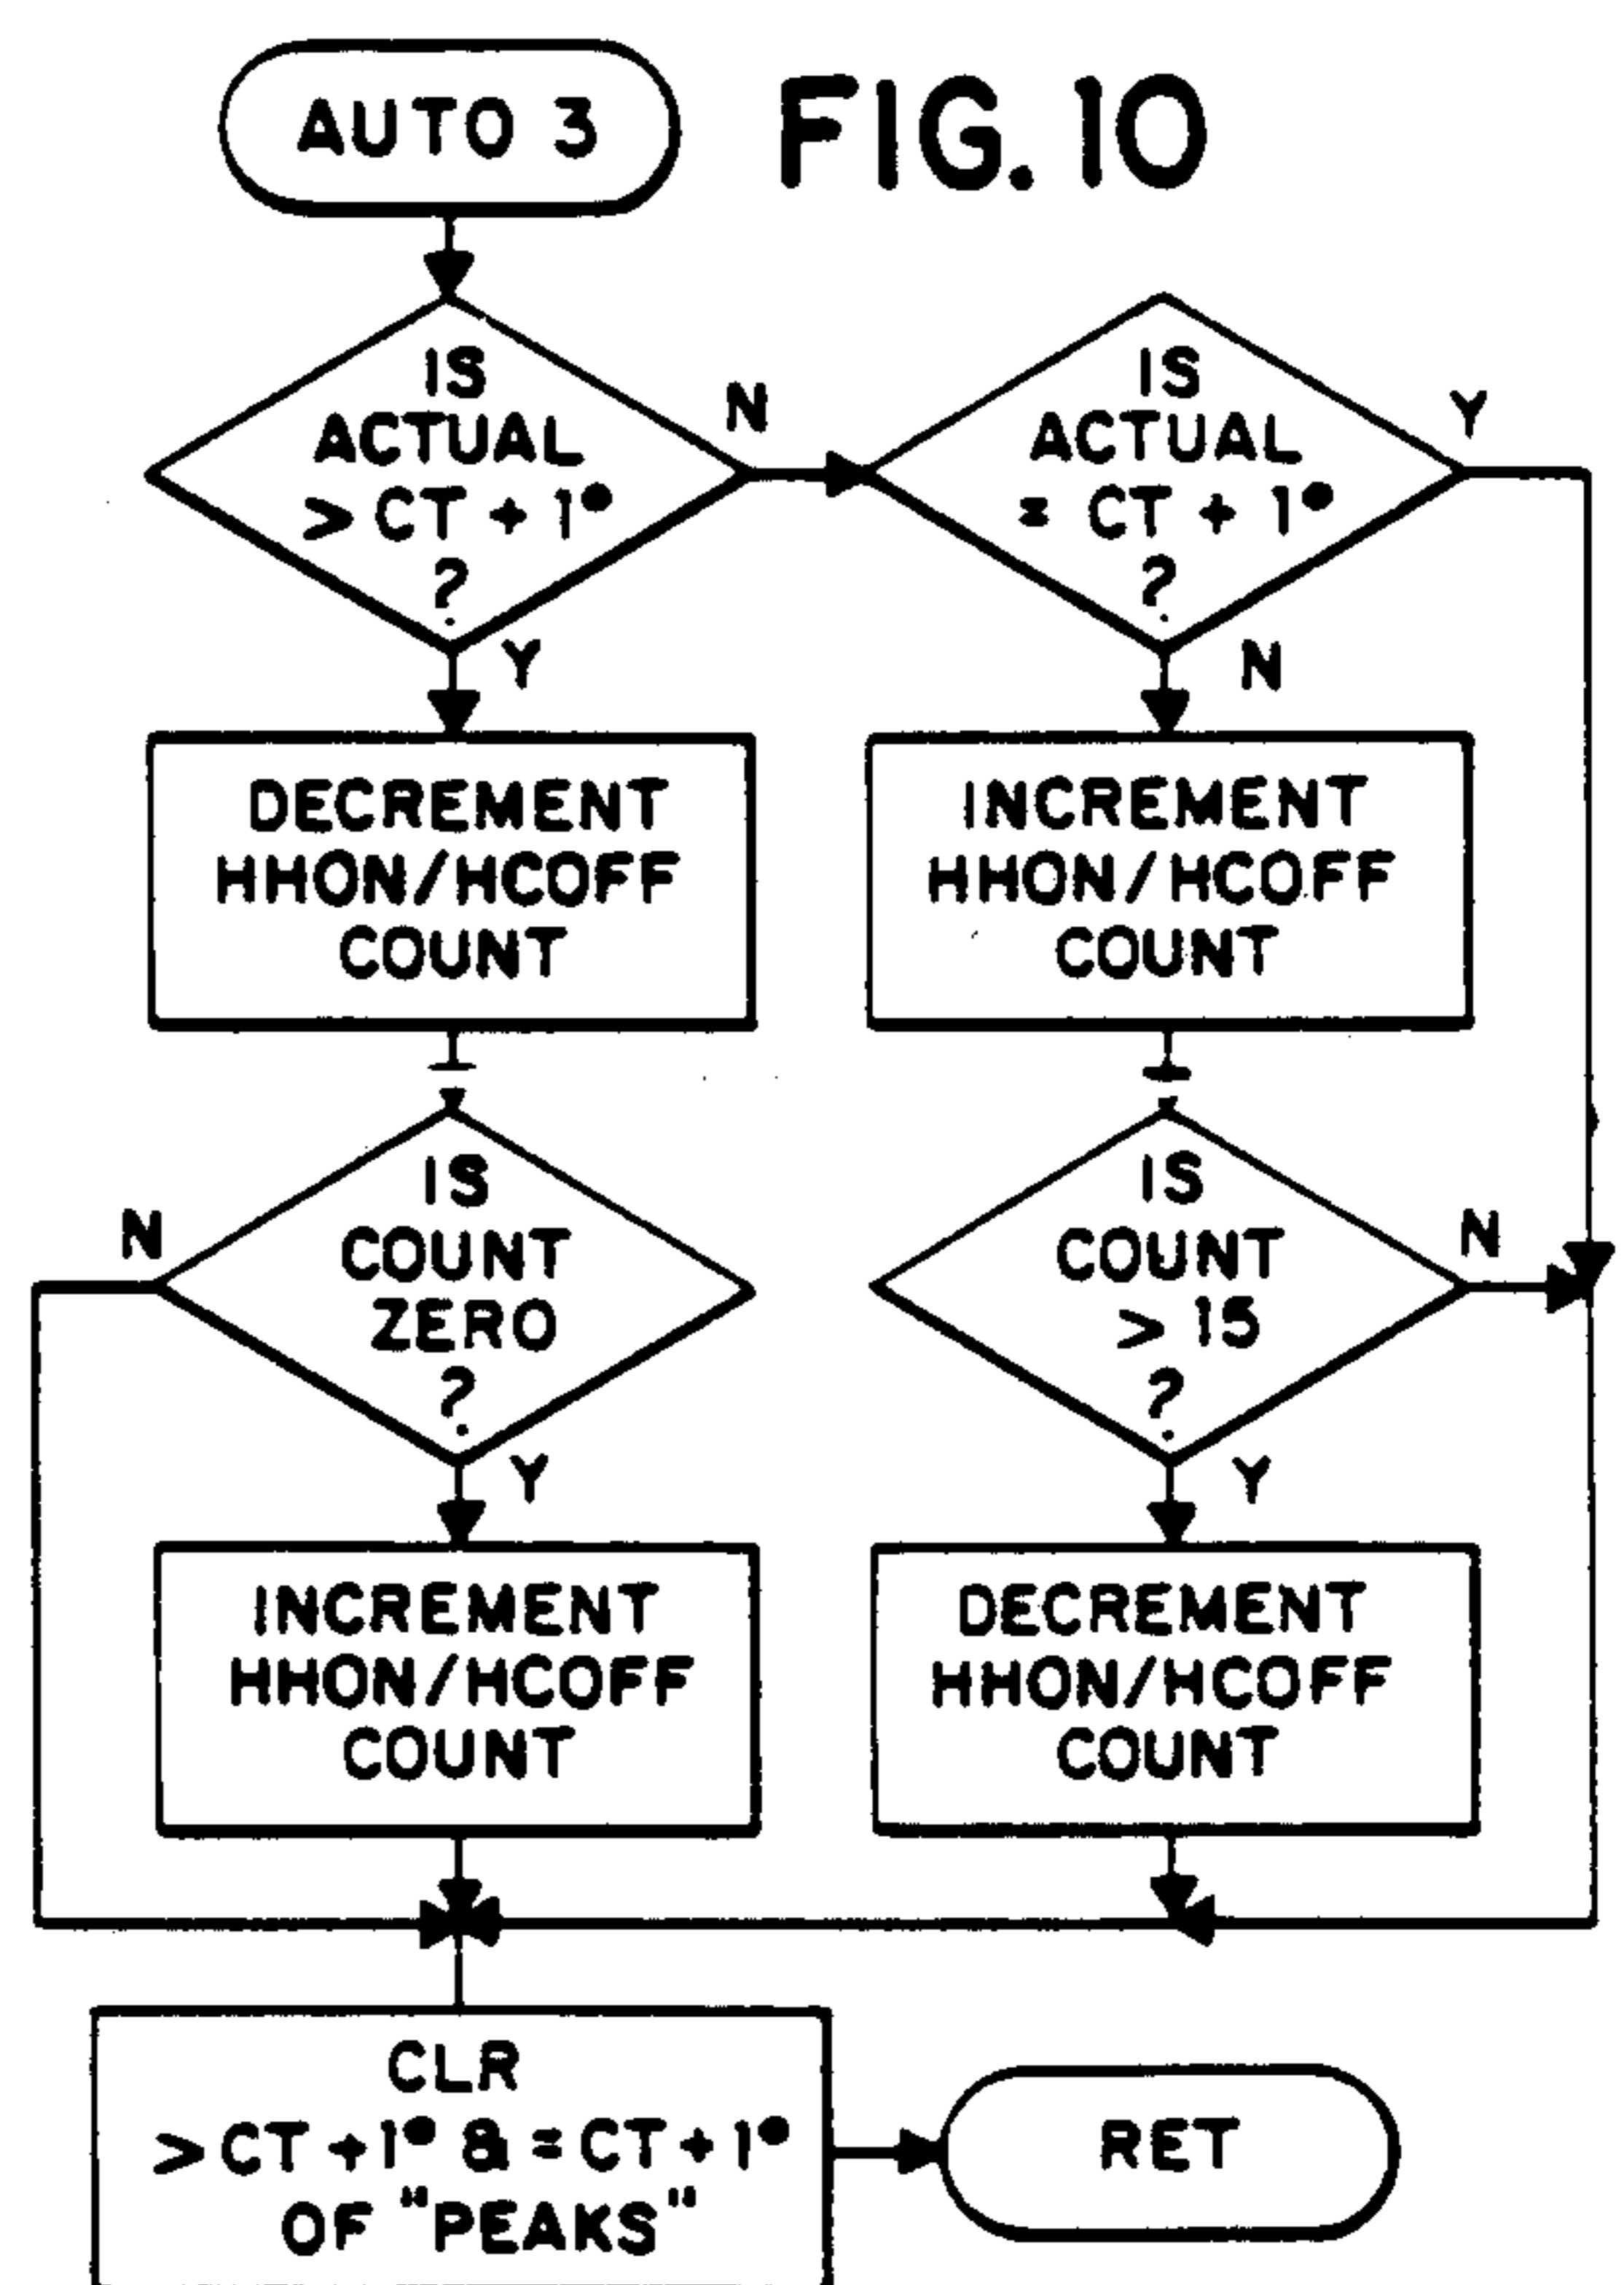 AUTO 3
FIG. 10
IS
ACTUAL
> CT + 1°
?
N
IS
ACTUAL
= CT + 1°
?
Y
Y
N
DECREMENT
HHON/HCOFF
COUNT
INCREMENT
HHON/HCOFF
COUNT
IS
COUNT
ZERO
?
N
IS
COUNT
> 15
?
N
Y
Y
INCREMENT
HHON/HCOFF
COUNT
DECREMENT
HHON/HCOFF
COUNT
CLR
>CT +1° & =CT+1°
OF "PEAKS"
RET